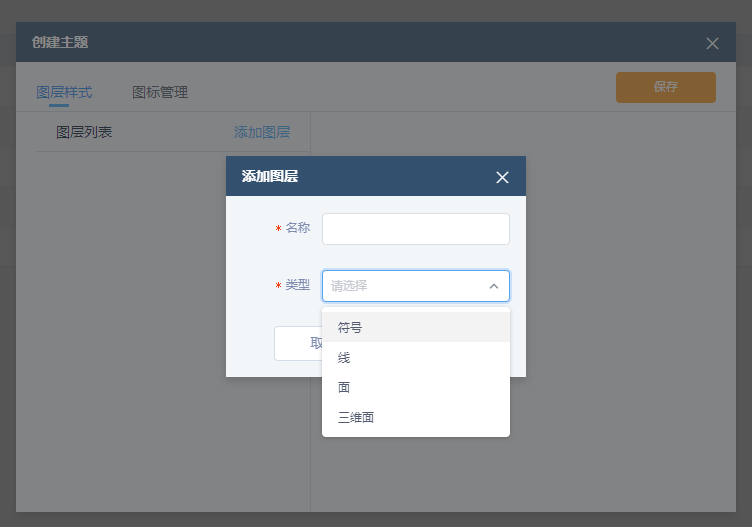 创建主题
图层样式
图标管理
保存
图层列表
添加图层
添加图层
* 名称
* 类型
请选择
取
符号
线
面
三维面